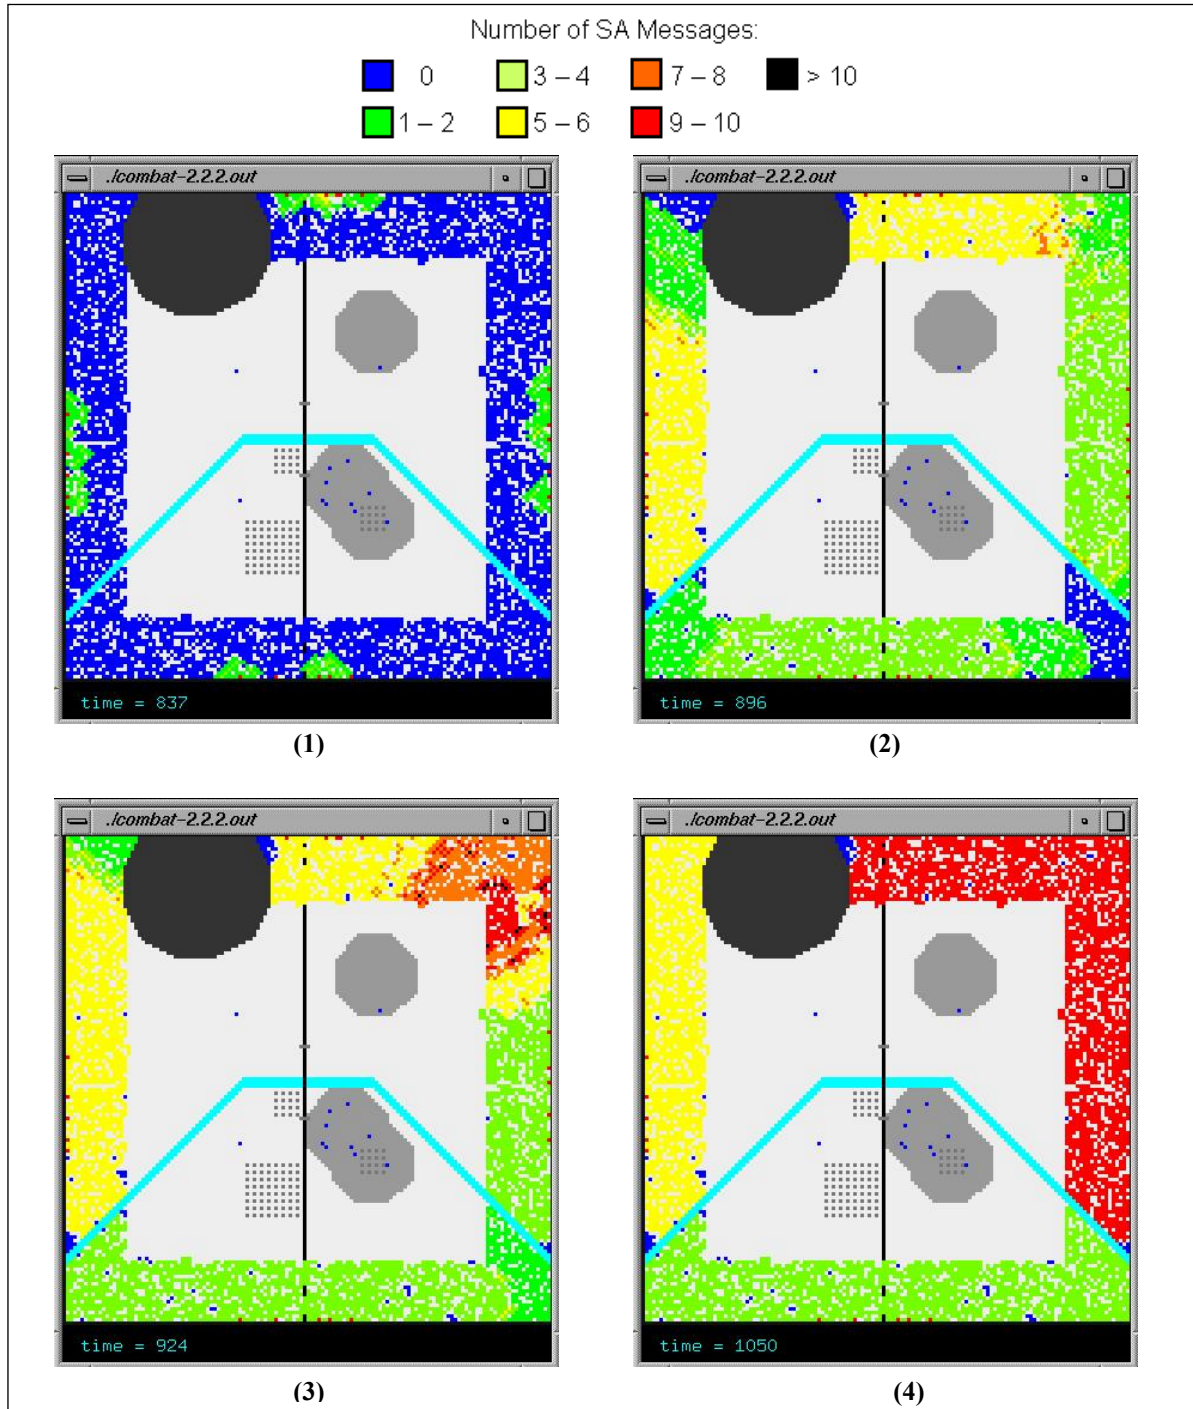 Number of SA Messages:
0 3 – 4 7 – 8 > 10
1 – 2 5 – 6 9 – 10
./combat-2.2.2.out ./combat-2.2.2.out
time = 837 time = 896
(1) (2)
./combat-2.2.2.out ./combat-2.2.2.out
time = 924 time = 1050
(3) (4)